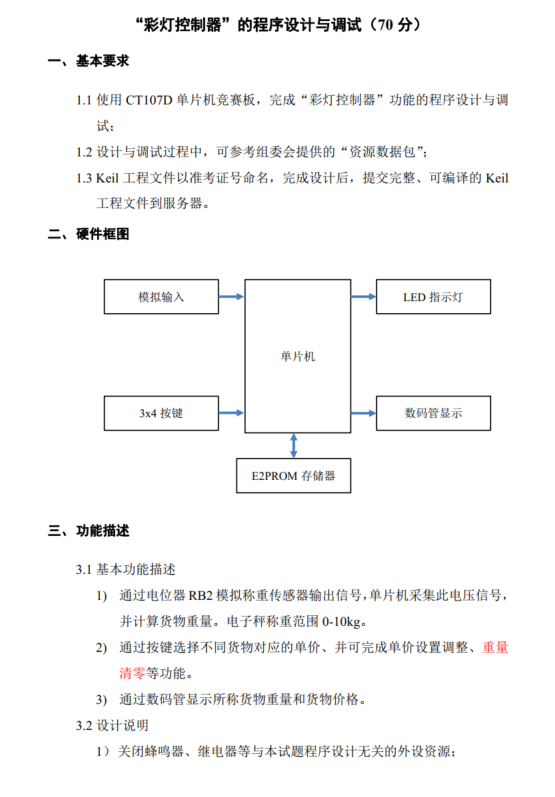 “彩灯控制器”的程序设计与调试（70 分）
一、基本要求
1.1 使用 CT107D 单片机竞赛板，完成“彩灯控制器”功能的程序设计与调
试；
1.2 设计与调试过程中，可参考组委会提供的“资源数据包”；
1.3 Keil 工程文件以准考证号命名，完成设计后，提交完整、可编译的 Keil
工程文件到服务器。
二、硬件框图
模拟输入
LED 指示灯
单片机
3x4 按键
数码管显示
E2PROM 存储器
三、功能描述
3.1 基本功能描述
1) 通过电位器 RB2 模拟称重传感器输出信号，单片机采集此电压信号，
并计算货物重量。电子秤称重范围 0-10kg。
2) 通过按键选择不同货物对应的单价、并可完成单价设置调整、重量
清零等功能。
3) 通过数码管显示所称货物重量和货物价格。
3.2 设计说明
1）关闭蜂鸣器、继电器等与本试题程序设计无关的外设资源；